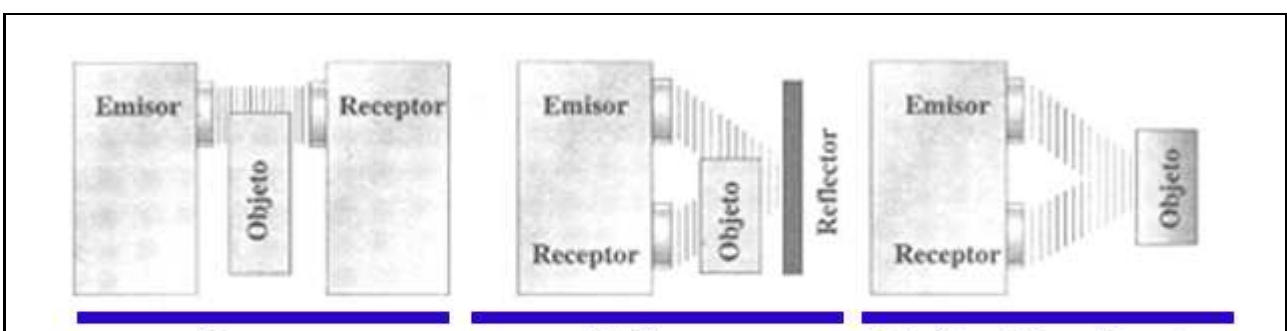 Emisor
Objeto
Receptor
Emisor
Receptor
Objeto
Reflector
Emisor
Receptor
Objeto